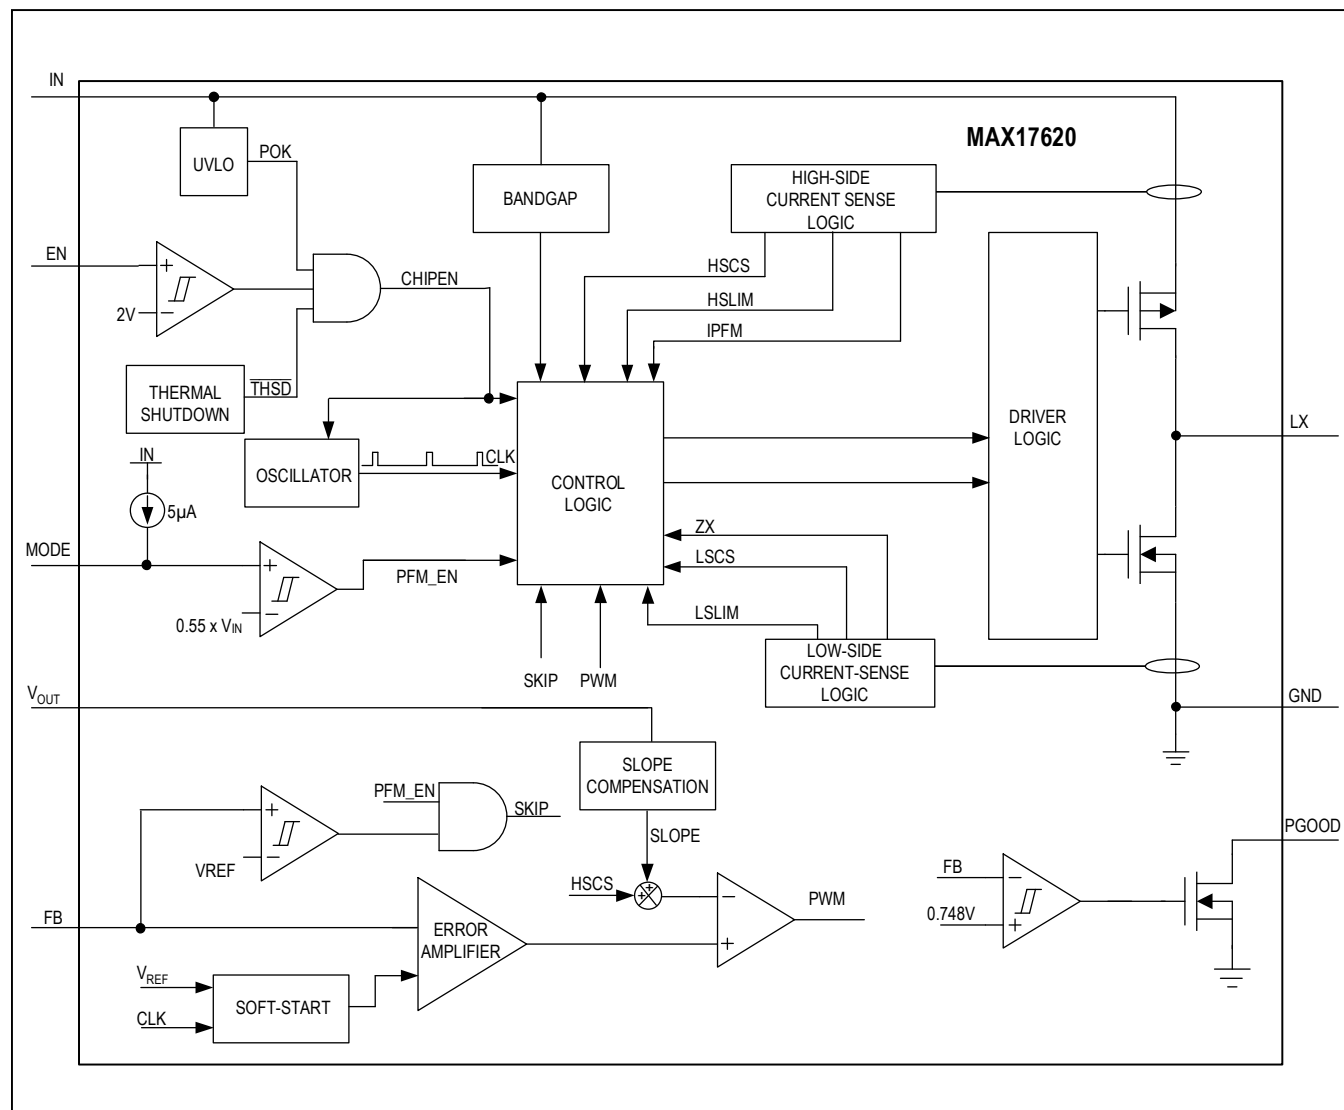 IN
MAX17620
UVLO
POK
BANDGAP
HIGH-SIDE
CURRENT SENSE
LOGIC
EN
+
2V
−
CHIPEN
HSCS
HSLIM
IPFM
THERMAL
SHUTDOWN
THSD
DRIVER
LOGIC
LX
IN
OSCILLATOR
CLK
CONTROL
LOGIC
5µA
ZX
MODE
+
PFM_EN
LSCS
0.55 x VIN
−
LSLIM
LOW-SIDE
CURRENT-SENSE
LOGIC
SKIP
PWM
VOUT
GND
SLOPE
COMPENSATION
PFM_EN
SKIP
+
VREF
−
SLOPE
PGOOD
HSCS
+
+
−
PWM
+
FB
−
0.748V
+
FB
ERROR
AMPLIFIER
VREF
SOFT-START
CLK